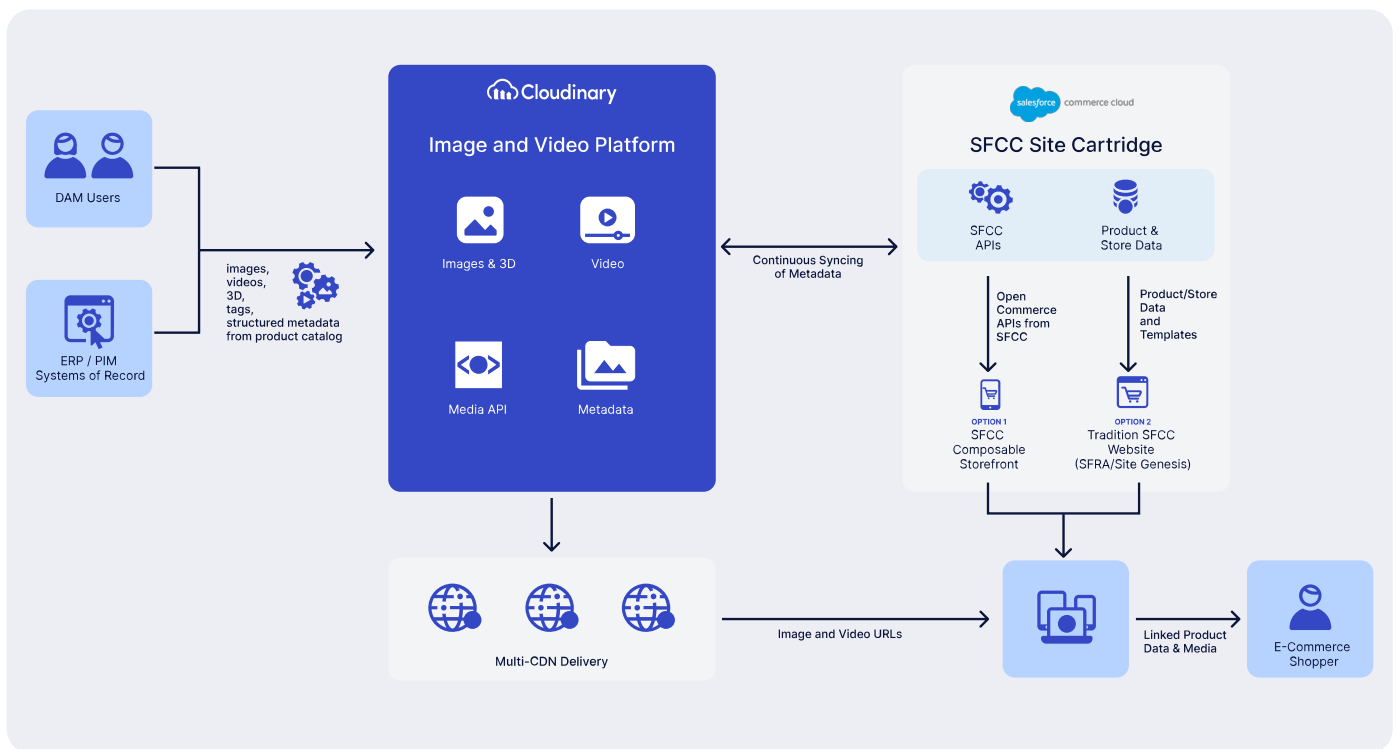 DAM Users
ERP / PIM
Systems of Record
images,
videos,
3D,
tags,
structured metadata
from product catalog
Cloudinary
Image and Video Platform
Images & 3D
Video
Media API
Metadata
Continuous Syncing
of Metadata
salesforce commerce cloud
SFCC Site Cartridge
SFCC
APIs
Product &
Store Data
Open
Commerce
APIs from
SFCC
Product/Store
Data
and
Templates
OPTION 1
SFCC
Composable
Storefront
OPTION 2
Tradition SFCC
Website
(SFRA/Site Genesis)
Multi-CDN Delivery
Image and Video URLs
Linked Product
Data & Media
E-Commerce
Shopper